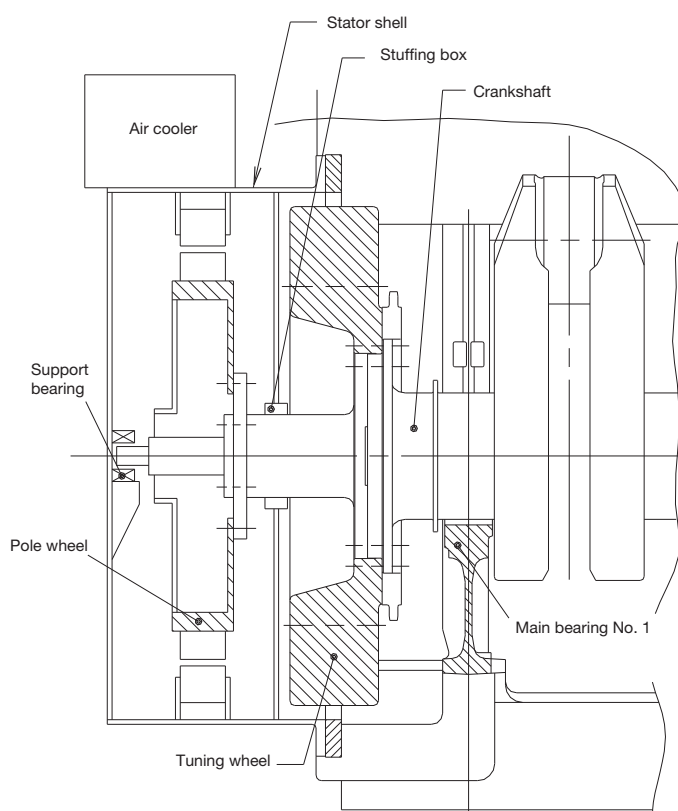 Stator shell
Stuffing box
Crankshaft
Air cooler
Support
bearing
Pole wheel
Main bearing No. 1
Tuning wheel